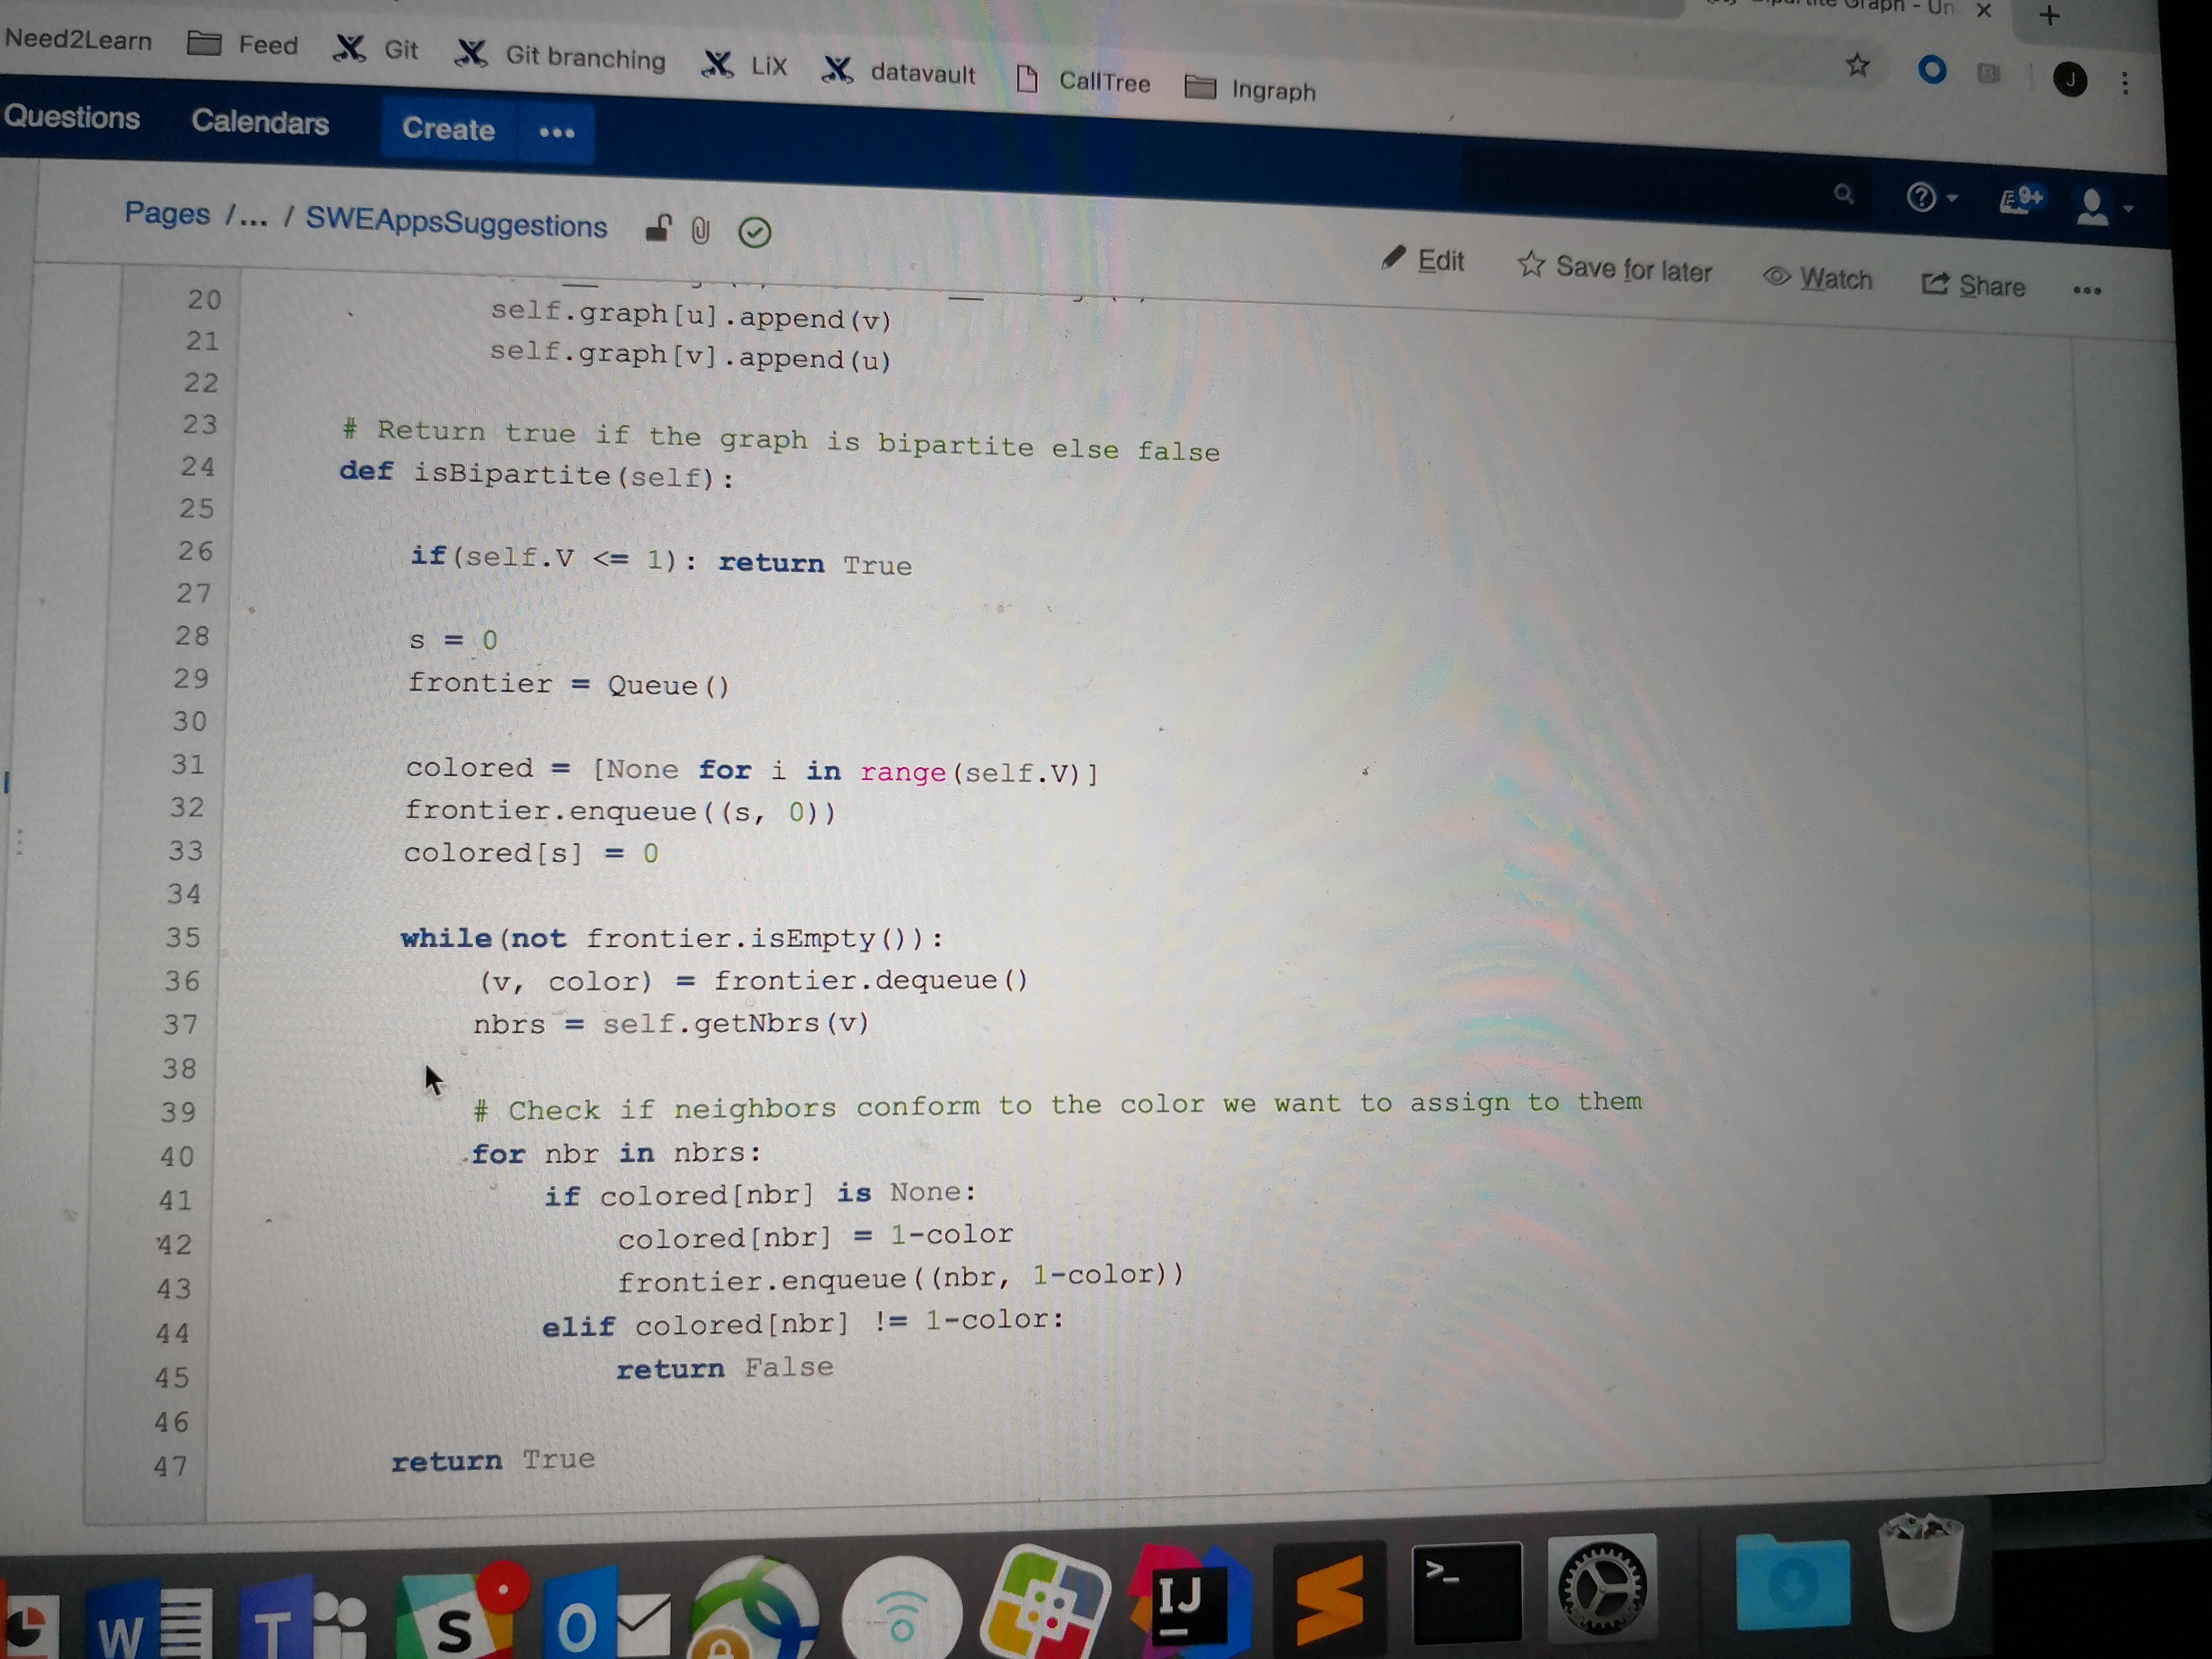 Graph - Un
Need2Learn Feed Git Git branching LiX datavault CallTree Ingraph J
Questions Calendars Create ••• 9+
Pages /... / SWEAppsSuggestions
Edit Save for later Watch Share •••
20 self.graph[u].append(v)
21 self.graph[v].append(u)
22
23 # Return true if the graph is bipartite else false
24 def isBipartite(self):
25
26 if(self.V <= 1): return True
27
28 s = 0
29 frontier = Queue()
30
31 colored = [None for i in range(self.V)]
32 frontier.enqueue((s, 0))
33 colored[s] = 0
34
35 while(not frontier.isEmpty()):
36 (v, color) = frontier.dequeue()
37 nbrs = self.getNbrs(v)
38
39 # Check if neighbors conform to the color we want to assign to them
40 for nbr in nbrs:
41 if colored[nbr] is None:
42 colored[nbr] = 1-color
43 frontier.enqueue((nbr, 1-color))
44 elif colored[nbr] != 1-color:
45 return False
46
47 return True
W T S O IJ >_